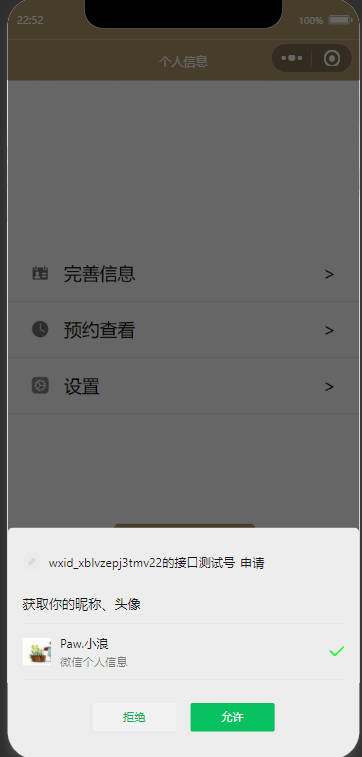 22:52
100%
个人信息
完善信息
>
预约查看
>
设置
>
wxid_xblvzepj3tmv22的接口测试号 申请
获取你的昵称、头像
Paw.小浪
微信个人信息
拒绝
允许